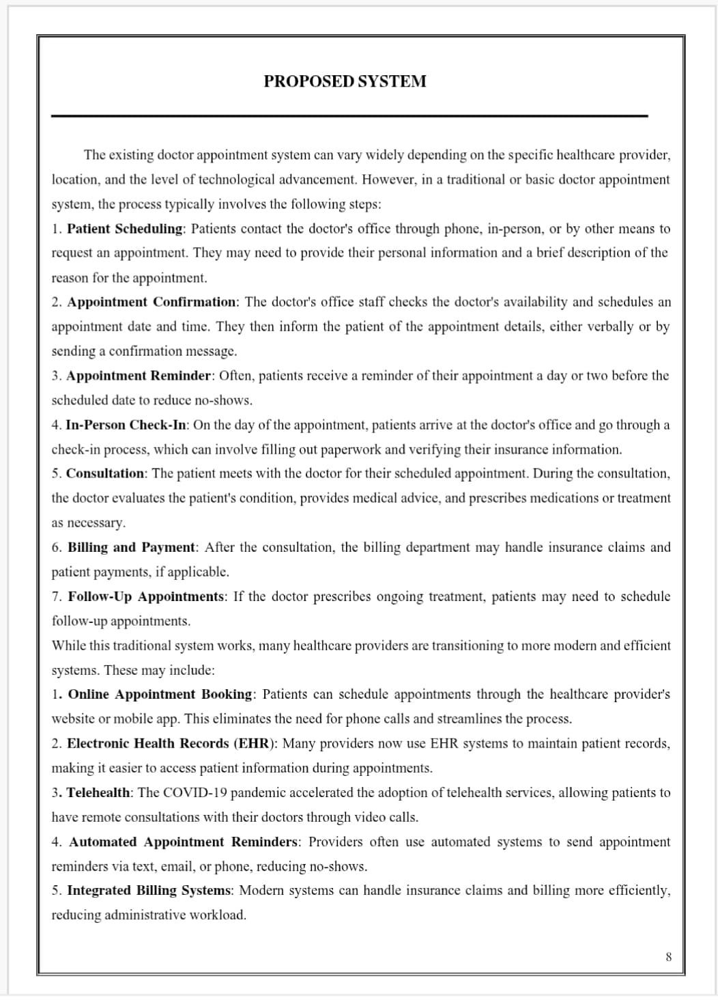 PROPOSED SYSTEM
The existing doctor appointment system can vary widely depending on the specific healthcare provider,
location, and the level of technological advancement. However, in a traditional or basic doctor appointment
system, the process typically involves the following steps:
1. Patient Scheduling: Patients contact the doctor's office through phone, in-person, or by other means to
request an appointment. They may need to provide their personal information and a brief description of the
reason for the appointment.
2. Appointment Confirmation: The doctor's office staff checks the doctor's availability and schedules an
appointment date and time. They then inform the patient of the appointment details, either verbally or by
sending a confirmation message.
3. Appointment Reminder: Often, patients receive a reminder of their appointment a day or two before the
scheduled date to reduce no-shows.
4. In-Person Check-In: On the day of the appointment, patients arrive at the doctor's office and go through a
check-in process, which can involve filling out paperwork and verifying their insurance information.
5. Consultation: The patient meets with the doctor for their scheduled appointment. During the consultation,
the doctor evaluates the patient's condition, provides medical advice, and prescribes medications or treatment
as necessary.
6. Billing and Payment: After the consultation, the billing department may handle insurance claims and
patient payments, if applicable.
7. Follow-Up Appointments: If the doctor prescribes ongoing treatment, patients may need to schedule
follow-up appointments.
While this traditional system works, many healthcare providers are transitioning to more modern and efficient
systems. These may include:
1. Online Appointment Booking: Patients can schedule appointments through the healthcare provider's
website or mobile app. This eliminates the need for phone calls and streamlines the process.
2. Electronic Health Records (EHR): Many providers now use EHR systems to maintain patient records,
making it easier to access patient information during appointments.
3. Telehealth: The COVID-19 pandemic accelerated the adoption of telehealth services, allowing patients to
have remote consultations with their doctors through video calls.
4. Automated Appointment Reminders: Providers often use automated systems to send appointment
reminders via text, email, or phone, reducing no-shows.
5. Integrated Billing Systems: Modern systems can handle insurance claims and billing more efficiently,
reducing administrative workload.
8